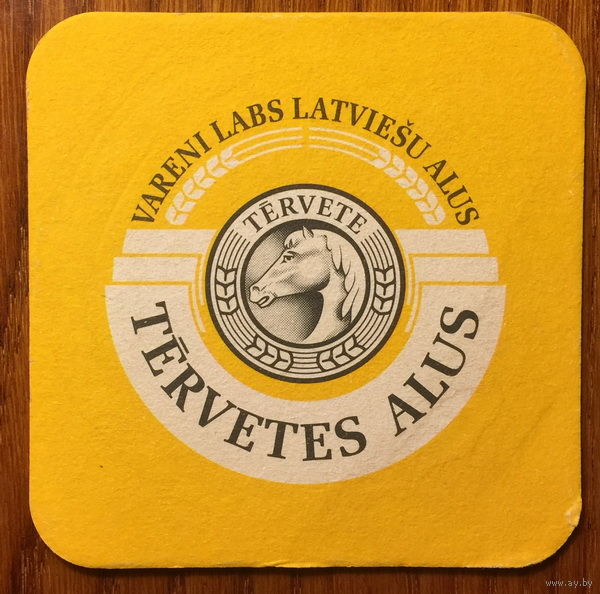 VARENI LABS LATVIEŠU ALUS
TĒRVETE
TĒRVETES ALUS
www.ay.by